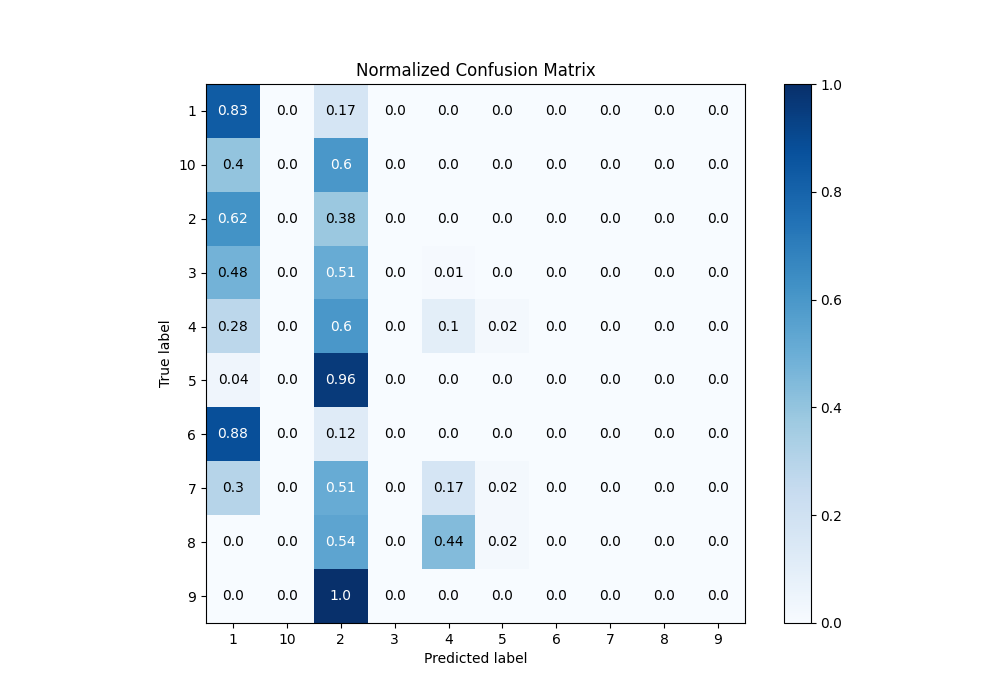 Normalized Confusion Matrix
1 0.83 0.0 0.17 0.0 0.0 0.0 0.0 0.0 0.0 0.0
10 0.4 0.0 0.6 0.0 0.0 0.0 0.0 0.0 0.0 0.0
2 0.62 0.0 0.38 0.0 0.0 0.0 0.0 0.0 0.0 0.0
3 0.48 0.0 0.51 0.0 0.01 0.0 0.0 0.0 0.0 0.0
4 0.28 0.0 0.6 0.0 0.1 0.02 0.0 0.0 0.0 0.0
5 0.04 0.0 0.96 0.0 0.0 0.0 0.0 0.0 0.0 0.0
6 0.88 0.0 0.12 0.0 0.0 0.0 0.0 0.0 0.0 0.0
7 0.3 0.0 0.51 0.0 0.17 0.02 0.0 0.0 0.0 0.0
8 0.0 0.0 0.54 0.0 0.44 0.02 0.0 0.0 0.0 0.0
9 0.0 0.0 1.0 0.0 0.0 0.0 0.0 0.0 0.0 0.0
1 10 2 3 4 5 6 7 8 9
Predicted label
True label
1.0
0.8
0.6
0.4
0.2
0.0